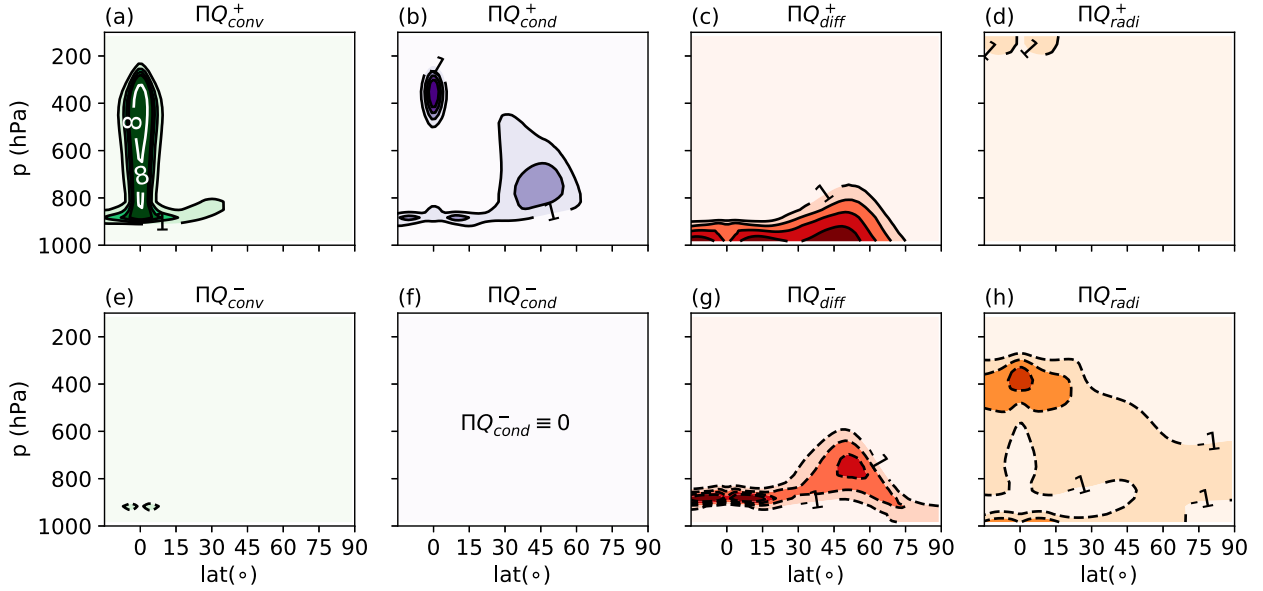 (a) ΠQ⁺conv
(b) ΠQ⁺cond
(c) ΠQ⁺diff
(d) ΠQ⁺radi
p (hPa)
200
400
600
800
1000
8
8
1
1
1
1
1
1
(e) ΠQ⁻conv
(f) ΠQ⁻cond
(g) ΠQ⁻diff
(h) ΠQ⁻radi
p (hPa)
200
400
600
800
1000
ΠQ⁻cond ≡ 0
-1
-1
-1
-1
-1
0 15 30 45 60 75 90
0 15 30 45 60 75 90
0 15 30 45 60 75 90
0 15 30 45 60 75 90
lat(∘)
lat(∘)
lat(∘)
lat(∘)